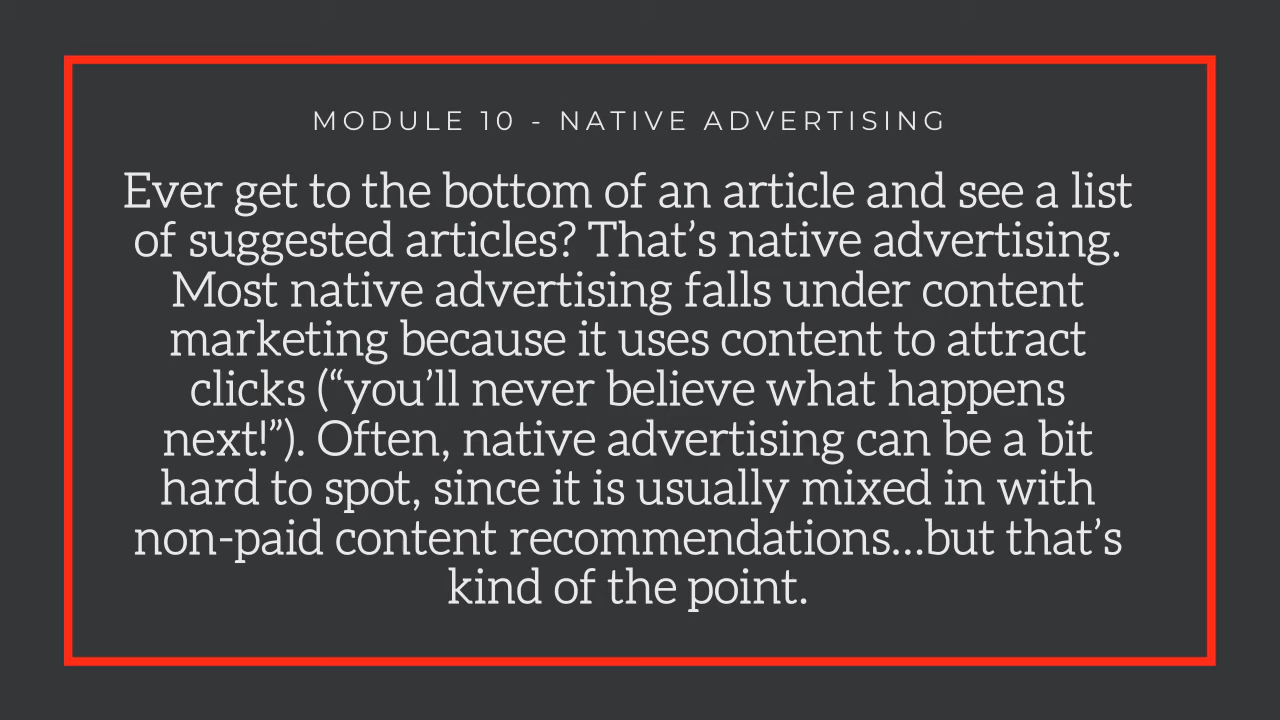 MODULE 10 - NATIVE ADVERTISING
Ever get to the bottom of an article and see a list
of suggested articles? That’s native advertising.
Most native advertising falls under content
marketing because it uses content to attract
clicks (“you’ll never believe what happens
next!”). Often, native advertising can be a bit
hard to spot, since it is usually mixed in with
non-paid content recommendations...but that’s
kind of the point.